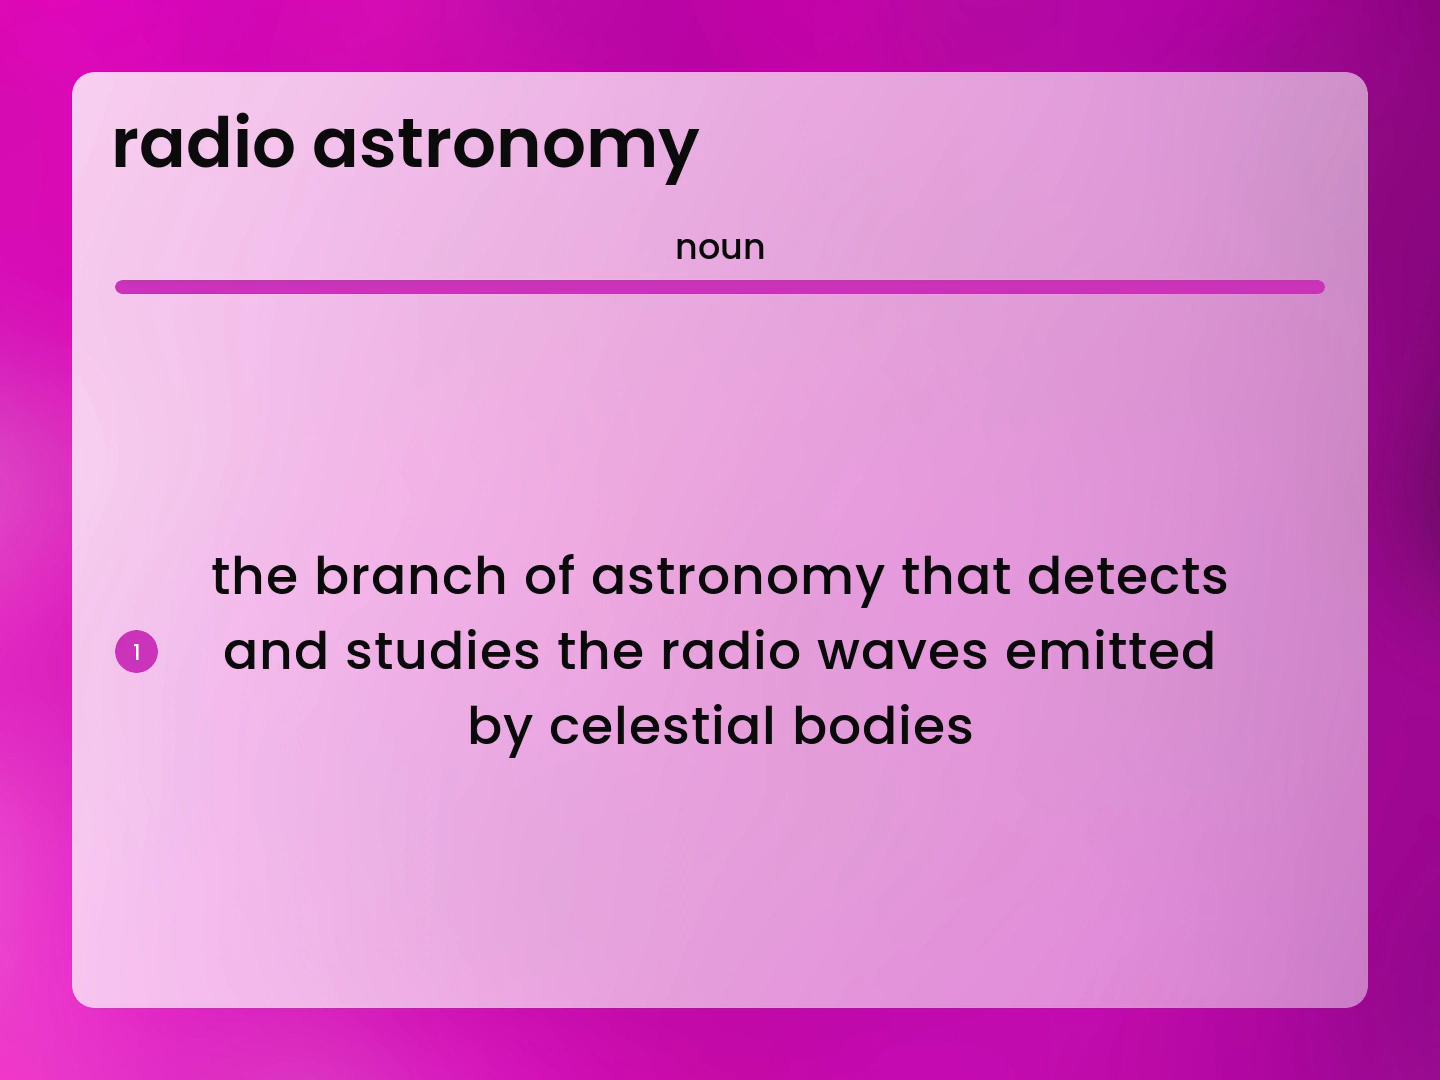 radio astronomy
noun
the branch of astronomy that detects
1 and studies the radio waves emitted
by celestial bodies